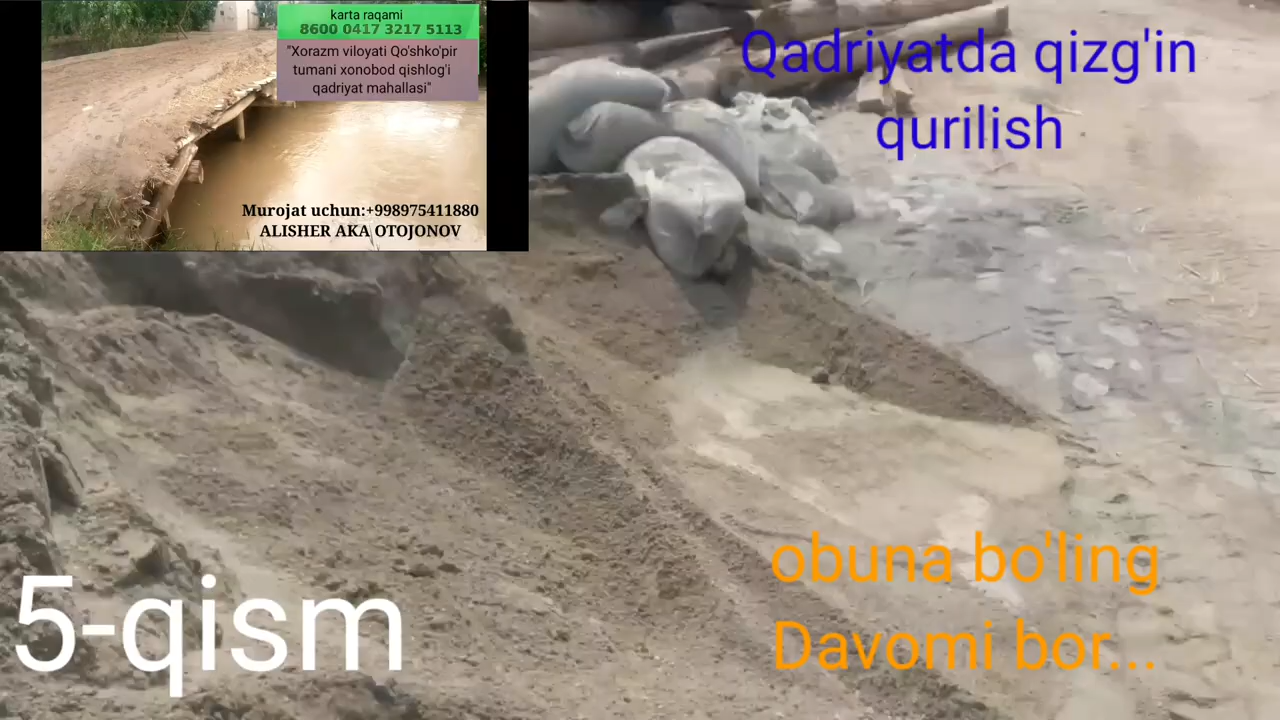 karta raqami
8600 0417 3217 5113
"Xorazm viloyati Qo'shko'pir
tumani xonobod qishlog'i
qadriyat mahallasi"
Murojat uchun:+998975411880
ALISHER AKA OTOJONOV
Qadriyatda qizg'in
qurilish
5-qism
obuna bo'ling
Davomi bor...